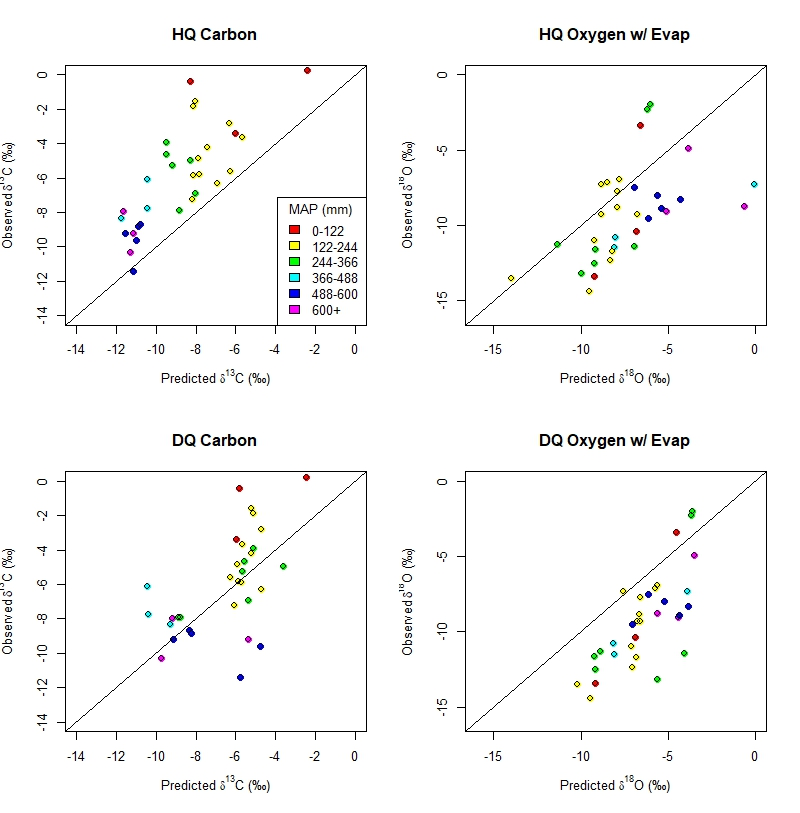 HQ Carbon
0
-2
-4
-6
-8
-10
-12
-14
Observed δ13C (‰)
MAP (mm)
0-122
122-244
244-366
366-488
488-600
600+
-14 -12 -10 -8 -6 -4 -2 0
Predicted δ13C (‰)
HQ Oxygen w/ Evap
0
-5
-10
-15
Observed δ18O (‰)
-15 -10 -5 0
Predicted δ18O (‰)
DQ Carbon
0
-2
-4
-6
-8
-10
-12
-14
Observed δ13C (‰)
-14 -12 -10 -8 -6 -4 -2 0
Predicted δ13C (‰)
DQ Oxygen w/ Evap
0
-5
-10
-15
Observed δ18O (‰)
-15 -10 -5 0
Predicted δ18O (‰)